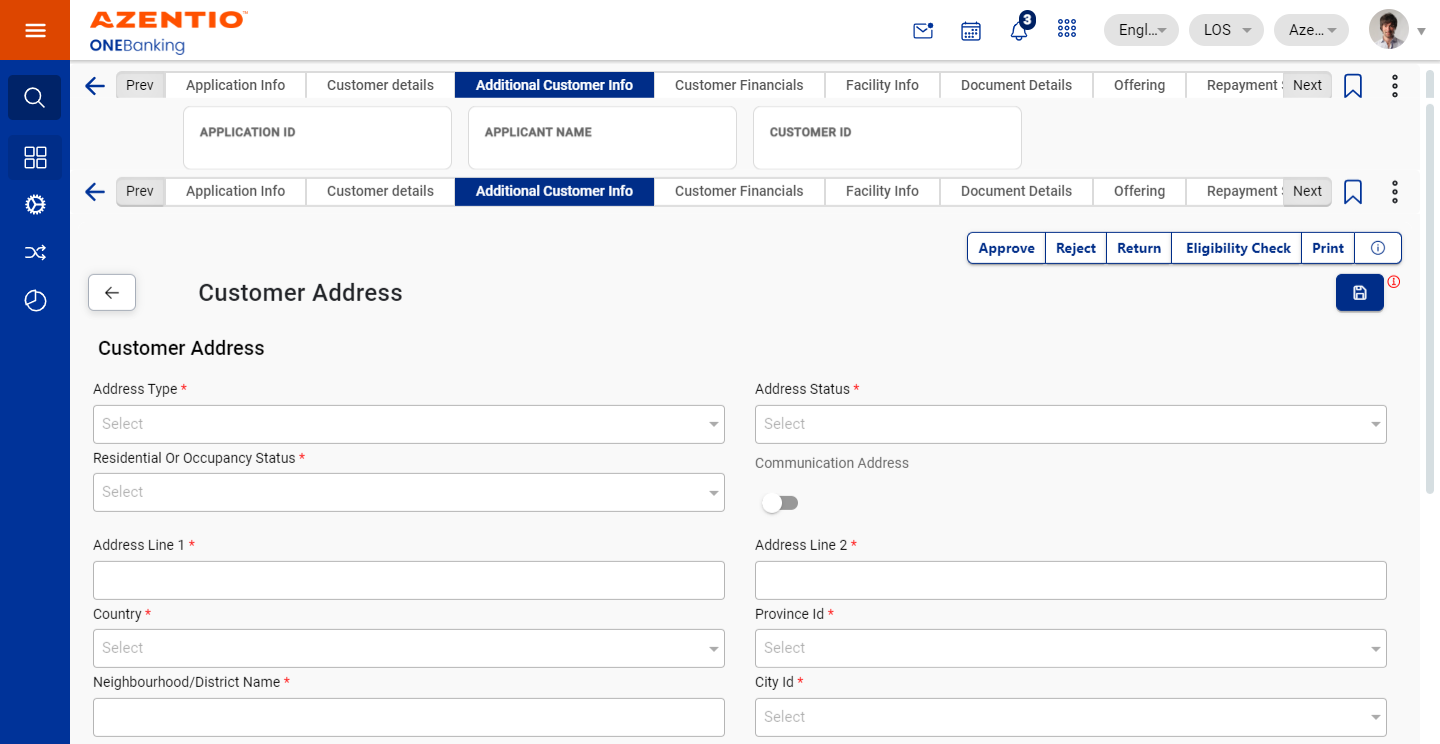 AZENTIO™
ONEBanking
3
Engl...
LOS
Aze...
Prev
Application Info
Customer details
Additional Customer Info
Customer Financials
Facility Info
Document Details
Offering
Repayment
Next
APPLICATION ID
APPLICANT NAME
CUSTOMER ID
Prev
Application Info
Customer details
Additional Customer Info
Customer Financials
Facility Info
Document Details
Offering
Repayment
Next
Approve
Reject
Return
Eligibility Check
Print
Customer Address
Customer Address
Address Type *
Address Status *
Select
Select
Residential Or Occupancy Status *
Communication Address
Select
Address Line 1 *
Address Line 2 *
Country *
Province Id *
Select
Select
Neighbourhood/District Name *
City Id *
Select